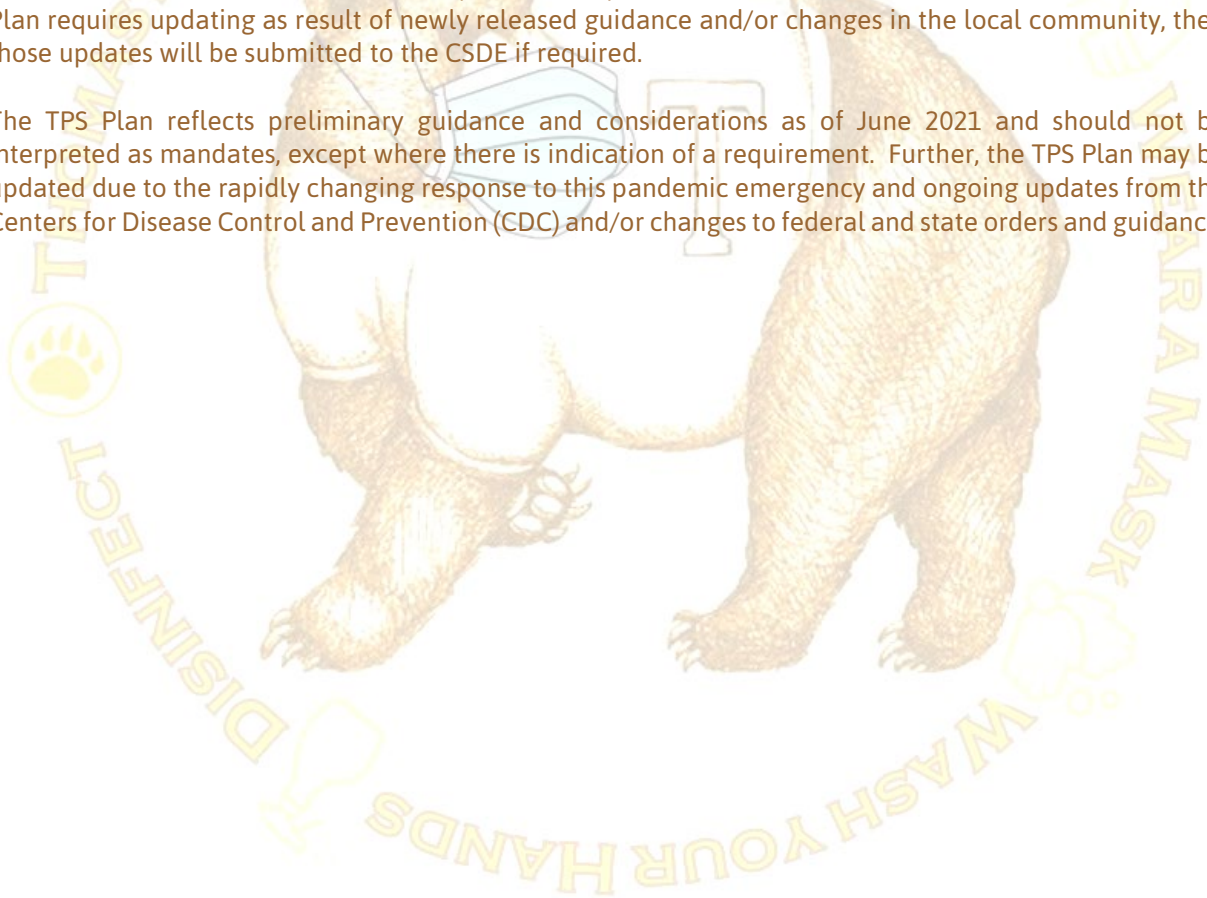 Plan requires updating as result of newly released guidance and/or changes in the local community, the
those updates will be submitted to the CSDE if required.
The TPS Plan reflects preliminary guidance and considerations as of June 2021 and should not b
interpreted as mandates, except where there is indication of a requirement. Further, the TPS Plan may b
updated due to the rapidly changing response to this pandemic emergency and ongoing updates from th
Centers for Disease Control and Prevention (CDC) and/or changes to federal and state orders and guidanc
T
THOMAS
WEAR A MASK
WASH YOUR HANDS
DISINFECT